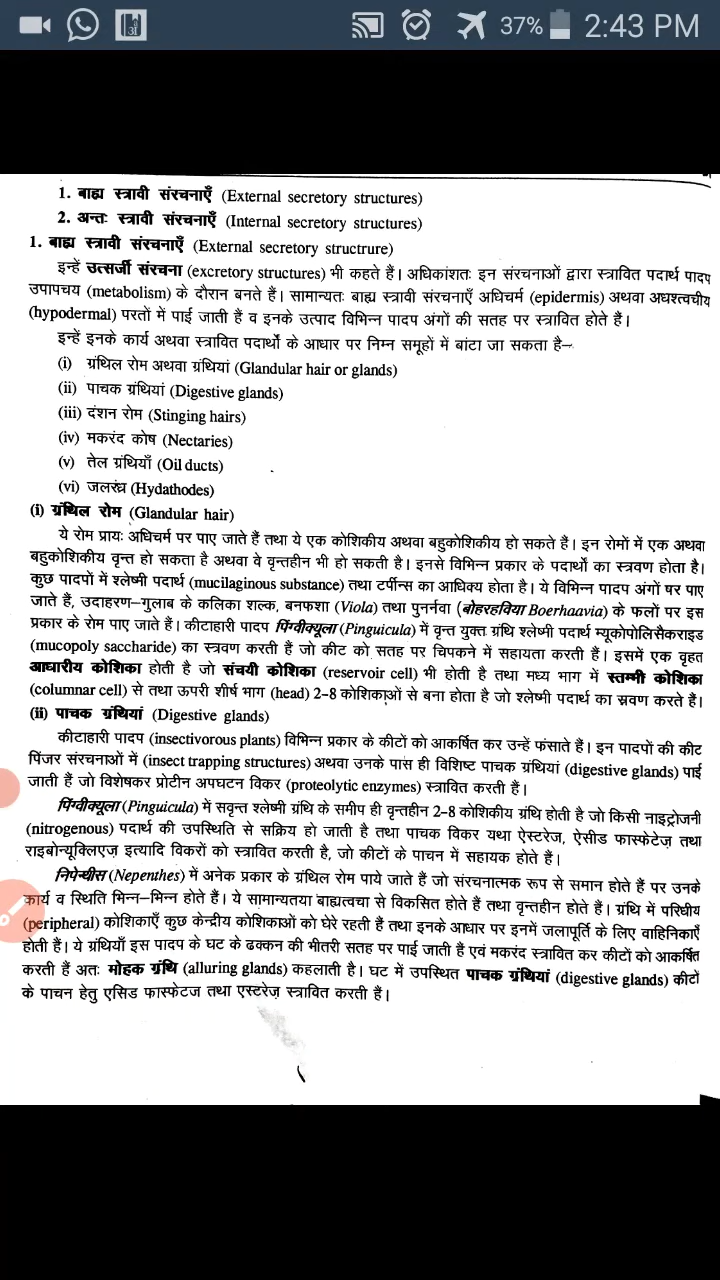 37% 2:43 PM
1. बाह्य स्त्रावी संरचनाएँ (External secretory structures)
2. अन्तः स्त्रावी संरचनाएँ (Internal secretory structures)
1. बाह्य स्त्रावी संरचनाएँ (External secretory structrure)
इन्हें उत्सर्जी संरचना (excretory structures) भी कहते हैं। अधिकांशतः इन संरचनाओं द्वारा स्त्रावित पदार्थ पादप
उपापचय (metabolism) के दौरान बनते हैं। सामान्यतः बाह्य स्त्रावी संरचनाएँ अधिचर्म (epidermis) अथवा अधश्त्वचीय
(hypodermal) परतों में पाई जाती हैं व इनके उत्पाद विभिन्न पादप अंगों की सतह पर स्त्रावित होते हैं।
इन्हें इनके कार्य अथवा स्त्रावित पदार्थों के आधार पर निम्न समूहों में बांटा जा सकता है–
(i) ग्रंथिल रोम अथवा ग्रंथियां (Glandular hair or glands)
(ii) पाचक ग्रंथियां (Digestive glands)
(iii) दंशन रोम (Stinging hairs)
(iv) मकरंद कोष (Nectaries)
(v) तेल ग्रंथियाँ (Oil ducts)
(vi) जलरंध्र (Hydathodes)
(i) ग्रंथिल रोम (Glandular hair)
ये रोम प्रायः अधिचर्म पर पाए जाते हैं तथा ये एक कोशिकीय अथवा बहुकोशिकीय हो सकते हैं। इन रोमों में एक अथवा
बहुकोशिकीय वृन्त हो सकता है अथवा वे वृन्तहीन भी हो सकती है। इनसे विभिन्न प्रकार के पदार्थों का स्त्रवण होता है।
कुछ पादपों में श्लेष्मी पदार्थ (mucilaginous substance) तथा टर्पीन्स का आधिक्य होता है। ये विभिन्न पादप अंगों पर पाए
जाते हैं, उदाहरण–गुलाब के कलिका शल्क, बनफशा (Viola) तथा पुनर्नवा (बोहरहविया Boerhaavia) के फलों पर इस
प्रकार के रोम पाए जाते हैं। कीटाहारी पादप पिंग्वीक्यूला (Pinguicula) में वृन्त युक्त ग्रंथि श्लेष्मी पदार्थ म्यूकोपोलिसैकराइड
(mucopoly saccharide) का स्त्रवण करती हैं जो कीट को सतह पर चिपकने में सहायता करती हैं। इसमें एक वृहत
आधारीय कोशिका होती है जो संचयी कोशिका (reservoir cell) भी होती है तथा मध्य भाग में स्तम्भी कोशिका
(columnar cell) से तथा ऊपरी शीर्ष भाग (head) 2-8 कोशिकाओं से बना होता है जो श्लेष्मी पदार्थ का स्रवण करते हैं।
(ii) पाचक ग्रंथियां (Digestive glands)
कीटाहारी पादप (insectivorous plants) विभिन्न प्रकार के कीटों को आकर्षित कर उन्हें फंसाते हैं। इन पादपों की कीट
पिंजर संरचनाओं में (insect trapping structures) अथवा उनके पास ही विशिष्ट पाचक ग्रंथियां (digestive glands) पाई
जाती हैं जो विशेषकर प्रोटीन अपघटन विकर (proteolytic enzymes) स्त्रावित करती हैं।
पिंग्वीक्यूला (Pinguicula) में सवृन्त श्लेष्मी ग्रंथि के समीप ही वृन्तहीन 2-8 कोशिकीय ग्रंथि होती है जो किसी नाइट्रोजनी
(nitrogenous) पदार्थ की उपस्थिति से सक्रिय हो जाती है तथा पाचक विकर यथा ऐस्टरेज, ऐसीड फास्फेटेज़ तथा
राइबोन्यूक्लिएज़ इत्यादि विकरों को स्त्रावित करती है, जो कीटों के पाचन में सहायक होते हैं।
निपेन्थीस (Nepenthes) में अनेक प्रकार के ग्रंथिल रोम पाये जाते हैं जो संरचनात्मक रूप से समान होते हैं पर उनके
कार्य व स्थिति भिन्न–भिन्न होते हैं। ये सामान्यतया बाह्यत्वचा से विकसित होते हैं तथा वृन्तहीन होते हैं। ग्रंथि में परिधीय
(peripheral) कोशिकाएँ कुछ केन्द्रीय कोशिकाओं को घेरे रहती हैं तथा इनके आधार पर इनमें जलापूर्ति के लिए वाहिनिकाएँ
होती हैं। ये ग्रंथियाँ इस पादप के घट के ढक्कन की भीतरी सतह पर पाई जाती हैं एवं मकरंद स्त्रावित कर कीटों को आकर्षित
करती हैं अतः मोहक ग्रंथि (alluring glands) कहलाती है। घट में उपस्थित पाचक ग्रंथियां (digestive glands) कीटों
के पाचन हेतु एसिड फास्फेटज तथा एस्टरेज़ स्त्रावित करती हैं।